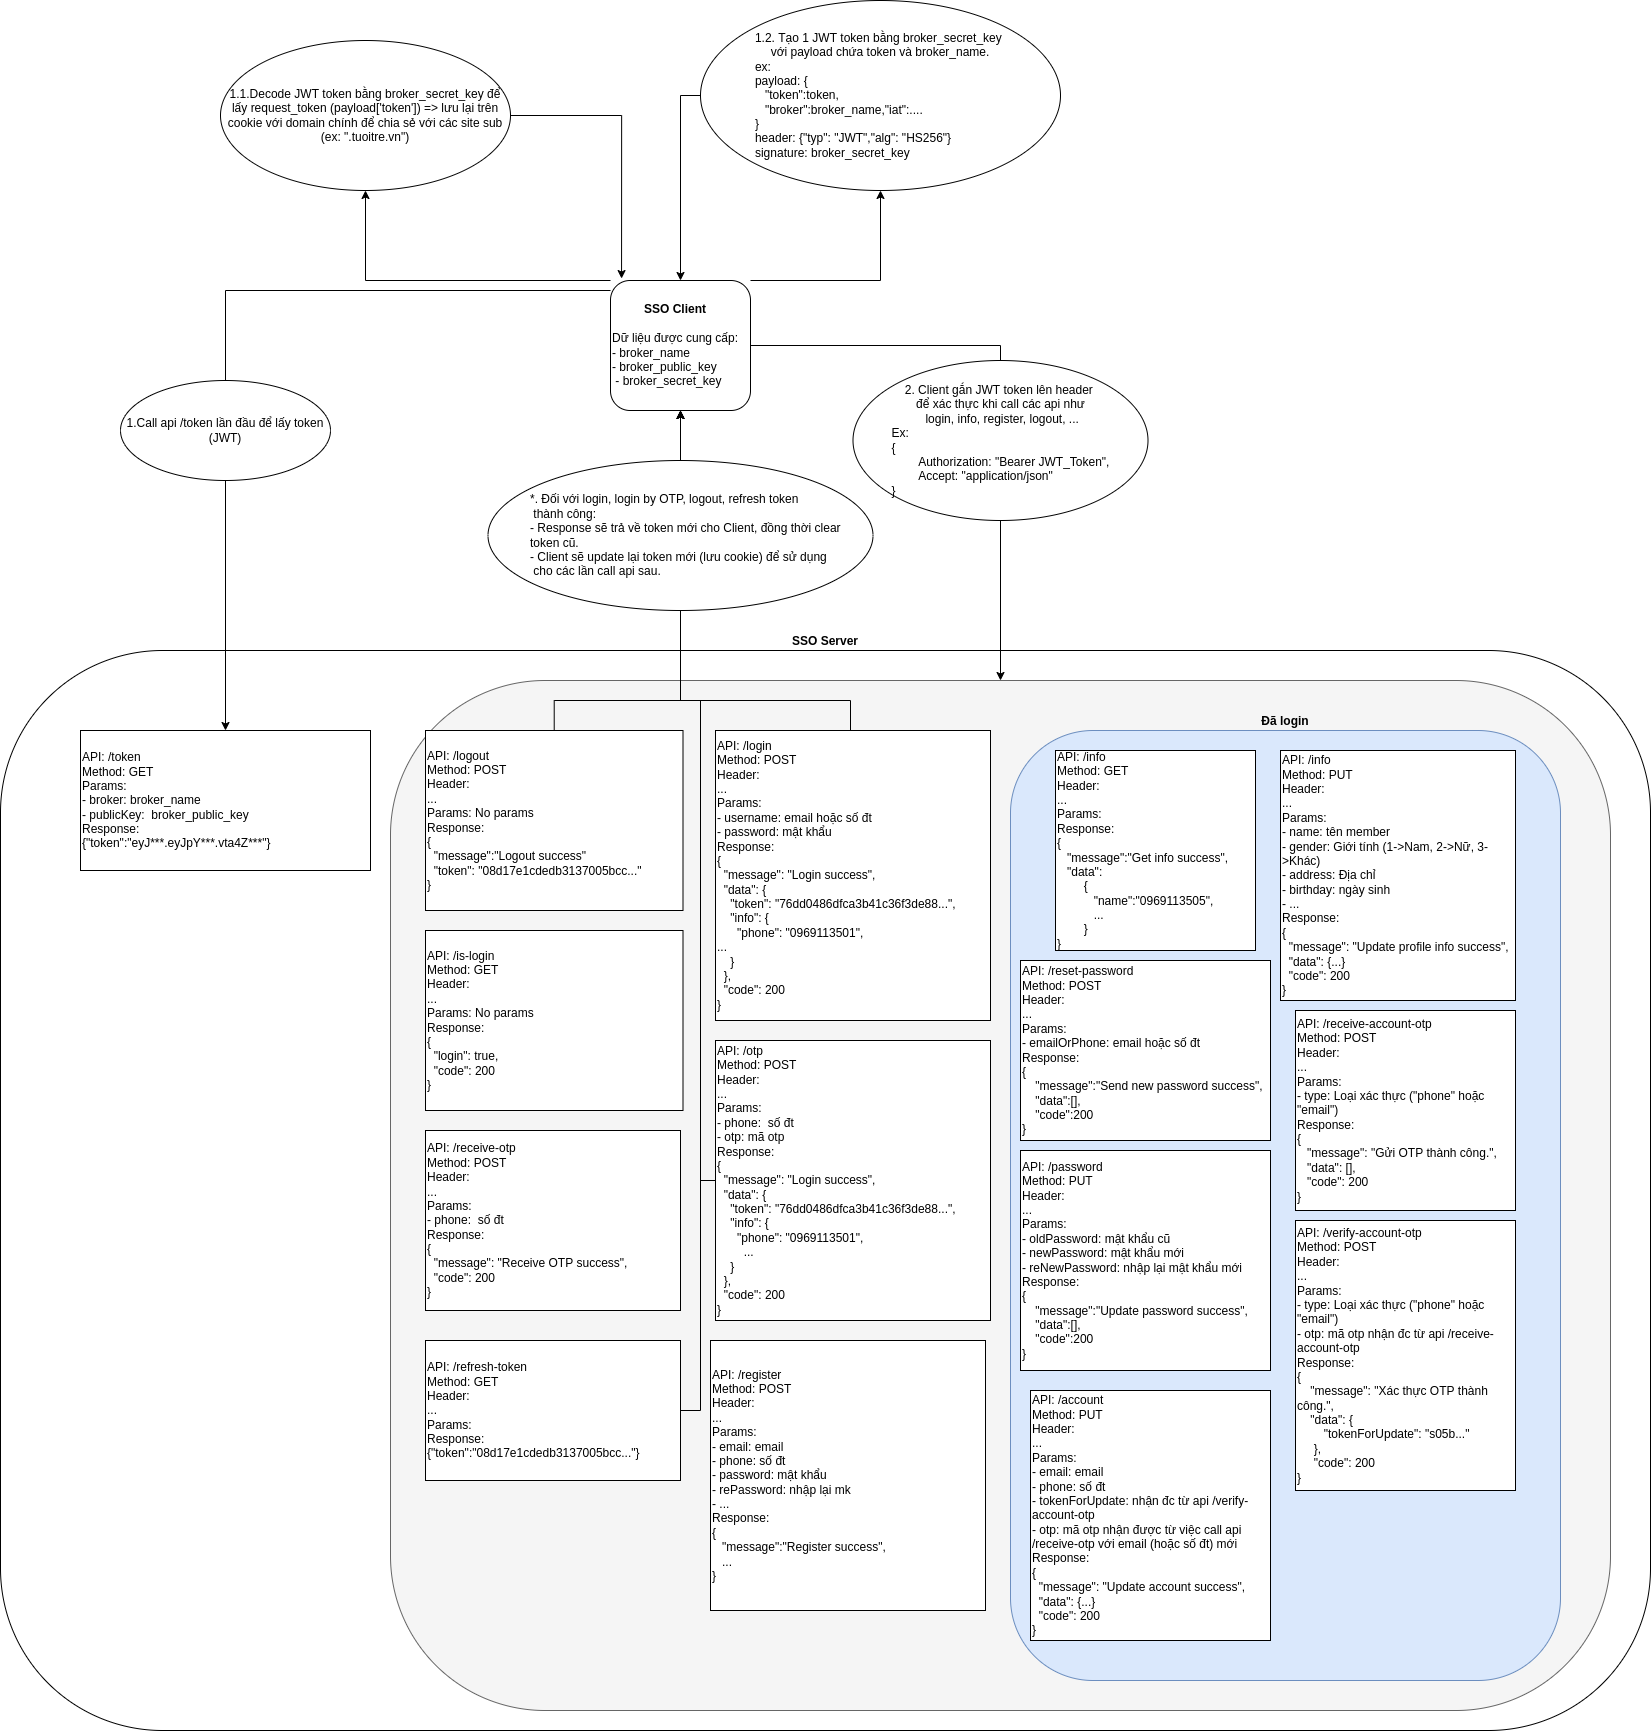 1.1.Decode JWT token bằng broker_secret_key để
lấy request_token (payload['token']) => lưu lại trên
cookie với domain chính để chia sẻ với các site sub
(ex: ".tuoitre.vn")
1.2. Tạo 1 JWT token bằng broker_secret_key
với payload chứa token và broker_name.
ex:
payload: {
"token":token,
"broker":broker_name,"iat":....
}
header: {"typ": "JWT","alg": "HS256"}
signature: broker_secret_key
SSO Client
Dữ liệu được cung cấp:
- broker_name
- broker_public_key
- broker_secret_key
1.Call api /token lần đầu để lấy token
(JWT)
2. Client gắn JWT token lên header
để xác thực khi call các api như
login, info, register, logout, ...
Ex:
{
Authorization: "Bearer JWT_Token",
Accept: "application/json"
}
*. Đối với login, login by OTP, logout, refresh token
thành công:
- Response sẽ trả về token mới cho Client, đồng thời clear
token cũ.
- Client sẽ update lại token mới (lưu cookie) để sử dụng
cho các lần call api sau.
SSO Server
API: /token
Method: GET
Params:
- broker: broker_name
- publicKey:  broker_public_key
Response:
{"token":"eyJ***.eyJpY***.vta4Z***"}
API: /logout
Method: POST
Header:
...
Params: No params
Response:
{
"message":"Logout success"
"token": "08d17e1cdedb3137005bcc..."
}
API: /is-login
Method: GET
Header:
...
Params: No params
Response:
{
"login": true,
"code": 200
}
API: /receive-otp
Method: POST
Header:
...
Params:
- phone:  số đt
Response:
{
"message": "Receive OTP success",
"code": 200
}
API: /refresh-token
Method: GET
Header:
...
Params:
Response:
{"token":"08d17e1cdedb3137005bcc..."}
API: /login
Method: POST
Header:
...
Params:
- username: email hoặc số đt
- password: mật khẩu
Response:
{
"message": "Login success",
"data": {
"token": "76dd0486dfca3b41c36f3de88...",
"info": {
"phone": "0969113501",
...
}
},
"code": 200
}
API: /otp
Method: POST
Header:
...
Params:
- phone:  số đt
- otp: mã otp
Response:
{
"message": "Login success",
"data": {
"token": "76dd0486dfca3b41c36f3de88...",
"info": {
"phone": "0969113501",
...
}
},
"code": 200
}
API: /register
Method: POST
Header:
...
Params:
- email: email
- phone: số đt
- password: mật khẩu
- rePassword: nhập lại mk
- ...
Response:
{
"message":"Register success",
...
}
Đã login
API: /info
Method: GET
Header:
...
Params:
Response:
{
"message":"Get info success",
"data":
{
"name":"0969113505",
...
}
}
API: /reset-password
Method: POST
Header:
...
Params:
- emailOrPhone: email hoặc số đt
Response:
{
"message":"Send new password success",
"data":[],
"code":200
}
API: /password
Method: PUT
Header:
...
Params:
- oldPassword: mật khẩu cũ
- newPassword: mật khẩu mới
- reNewPassword: nhập lại mật khẩu mới
Response:
{
"message":"Update password success",
"data":[],
"code":200
}
API: /account
Method: PUT
Header:
...
Params:
- email: email
- phone: số đt
- tokenForUpdate: nhận đc từ api /verify-
account-otp
- otp: mã otp nhận được từ việc call api
/receive-otp với email (hoặc số đt) mới
Response:
{
"message": "Update account success",
"data": {...}
"code": 200
}
API: /info
Method: PUT
Header:
...
Params:
- name: tên member
- gender: Giới tính (1->Nam, 2->Nữ, 3-
>Khác)
- address: Địa chỉ
- birthday: ngày sinh
- ...
Response:
{
"message": "Update profile info success",
"data": {...}
"code": 200
}
API: /receive-account-otp
Method: POST
Header:
...
Params:
- type: Loại xác thực ("phone" hoặc
"email")
Response:
{
"message": "Gửi OTP thành công.",
"data": [],
"code": 200
}
API: /verify-account-otp
Method: POST
Header:
...
Params:
- type: Loại xác thực ("phone" hoặc
"email")
- otp: mã otp nhận đc từ api /receive-
account-otp
Response:
{
"message": "Xác thực OTP thành
công.",
"data": {
"tokenForUpdate": "s05b..."
},
"code": 200
}